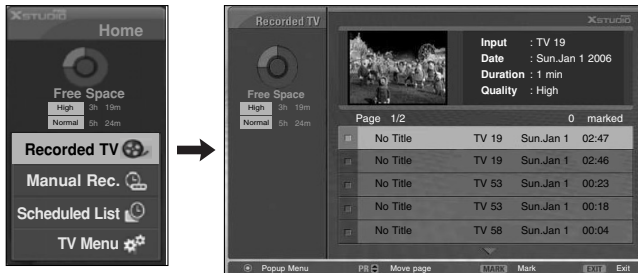 XSTUDIO
Home
Free Space
High 3h 19m
Normal 5h 24m
Recorded TV
Manual Rec.
Scheduled List
TV Menu
Recorded TV
XSTUDIO
Free Space
High 3h 19m
Normal 5h 24m
Input : TV 19
Date : Sun.Jan 1 2006
Duration : 1 min
Quality : High
Page 1/2 0 marked
No Title TV 19 Sun.Jan 1 02:47
No Title TV 19 Sun.Jan 1 02:46
No Title TV 53 Sun.Jan 1 00:23
No Title TV 53 Sun.Jan 1 00:18
No Title TV 58 Sun.Jan 1 00:04
Popup Menu PR Move page MARK Mark EXIT Exit